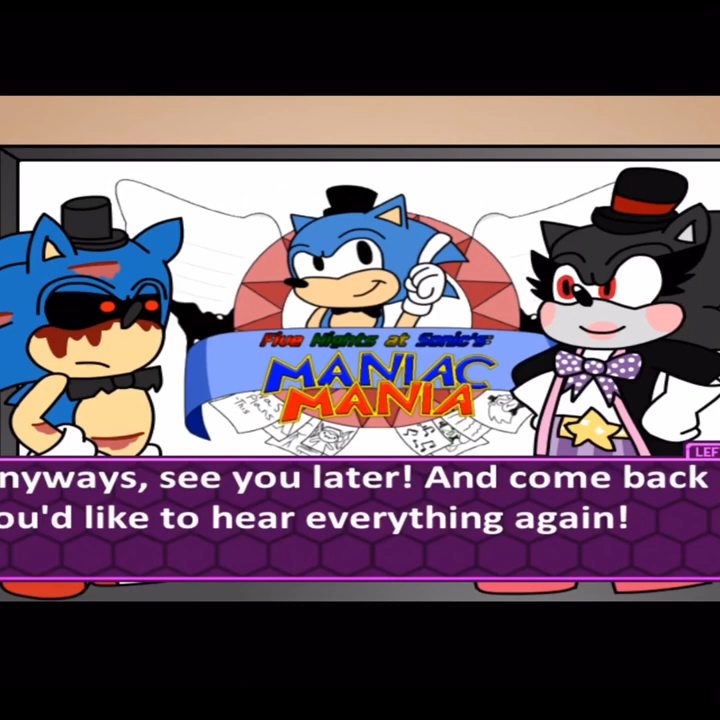 Five Nights at Sonic's:
MANIAC
MANIA
LEF
nyways, see you later! And come back
ou'd like to hear everything again!